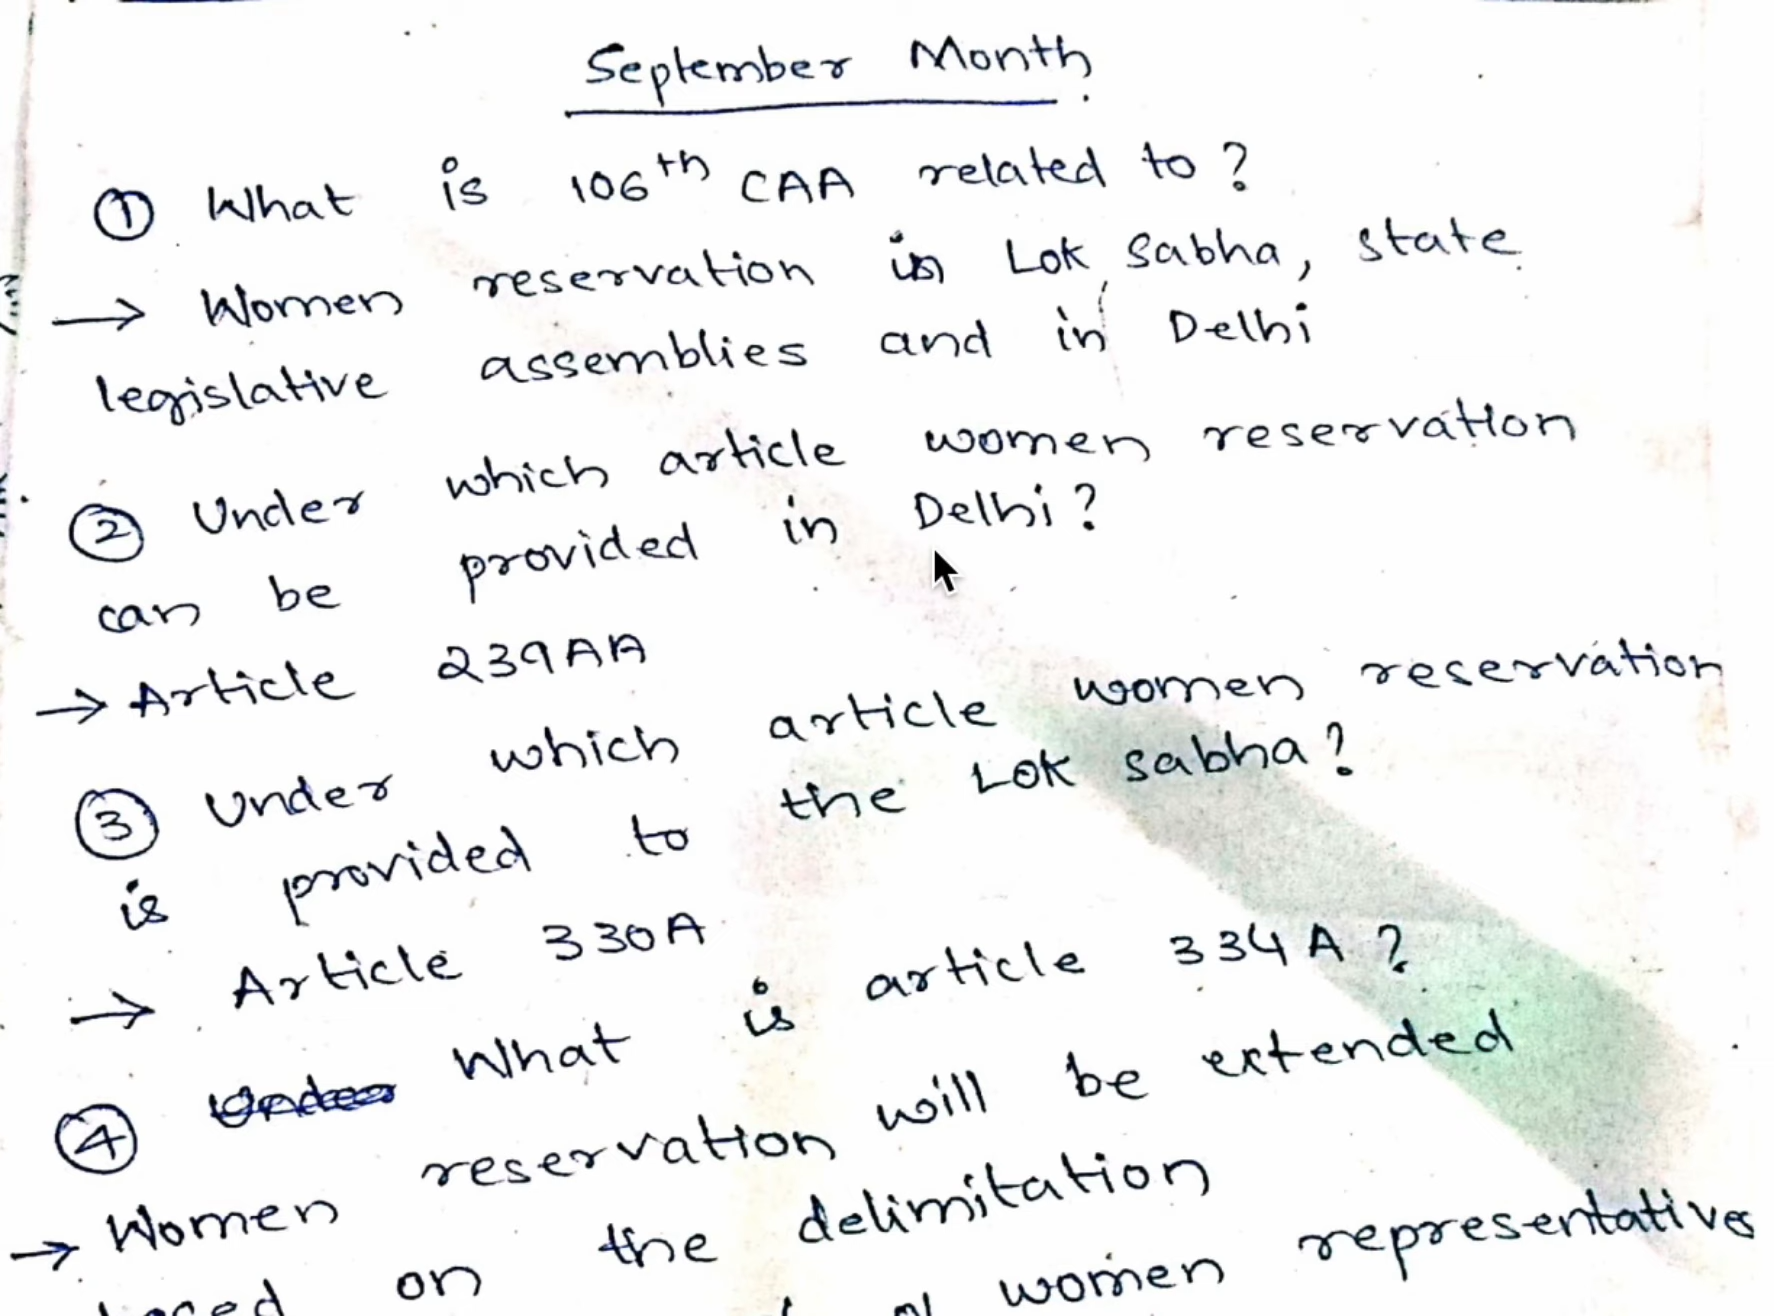 September Month
① What is 106th CAA related to?
→ Women reservation in Lok Sabha, state
legislative assemblies and in Delhi
② Under which article women reservation
can be provided in Delhi?
→ Article 239AA
③ Under which article women reservation
is provided to the Lok Sabha?
→ Article 330A
④ What is article 334A?
→ Women reservation will be extended
based on the delimitation
women representatives